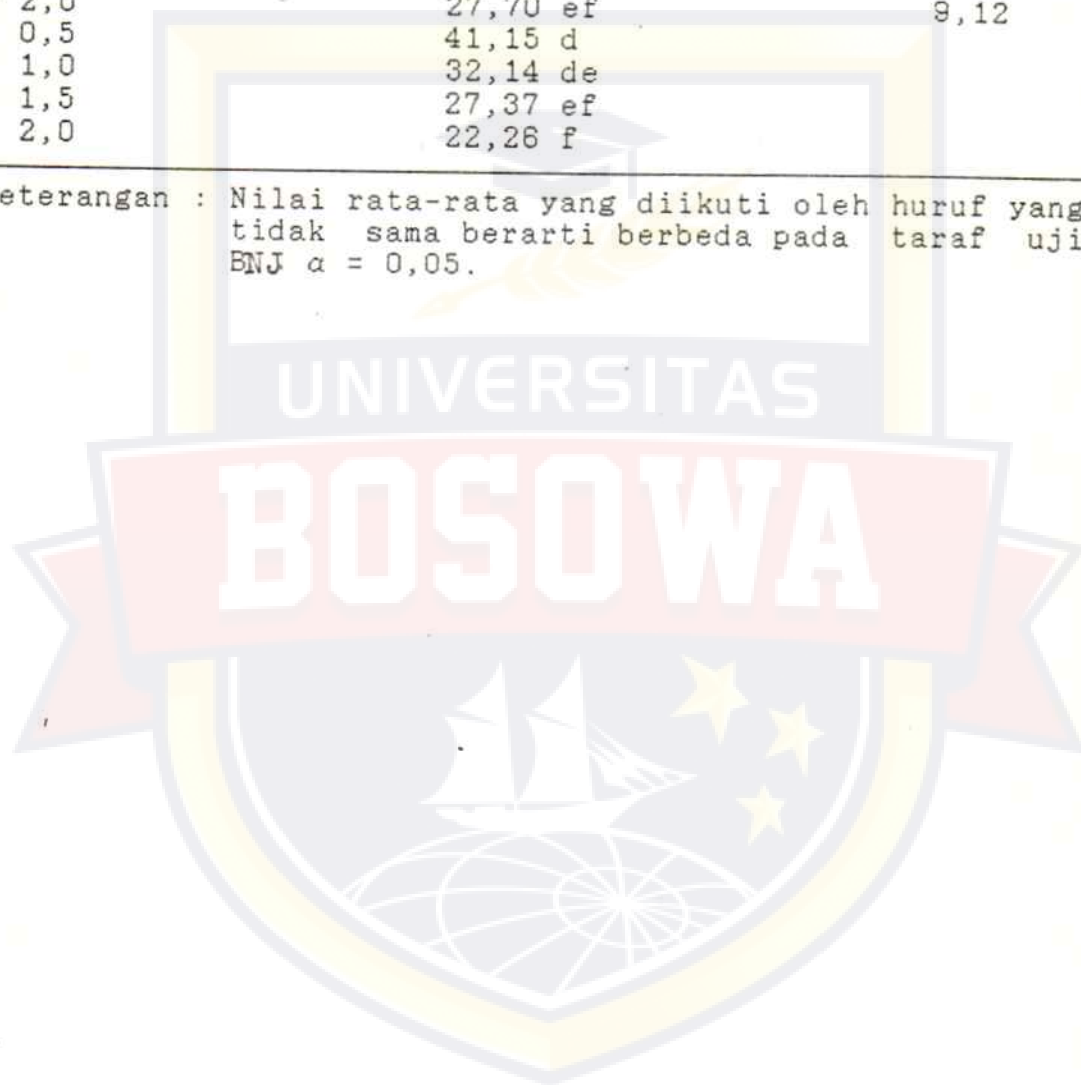 2,0 27,70 ef 9,12
0,5 41,15 d
1,0 32,14 de
1,5 27,37 ef
2,0 22,26 f
eterangan : Nilai rata-rata yang diikuti oleh huruf yang
tidak sama berarti berbeda pada taraf uji
BNJ α = 0,05.
UNIVERSITAS
BOSOWA